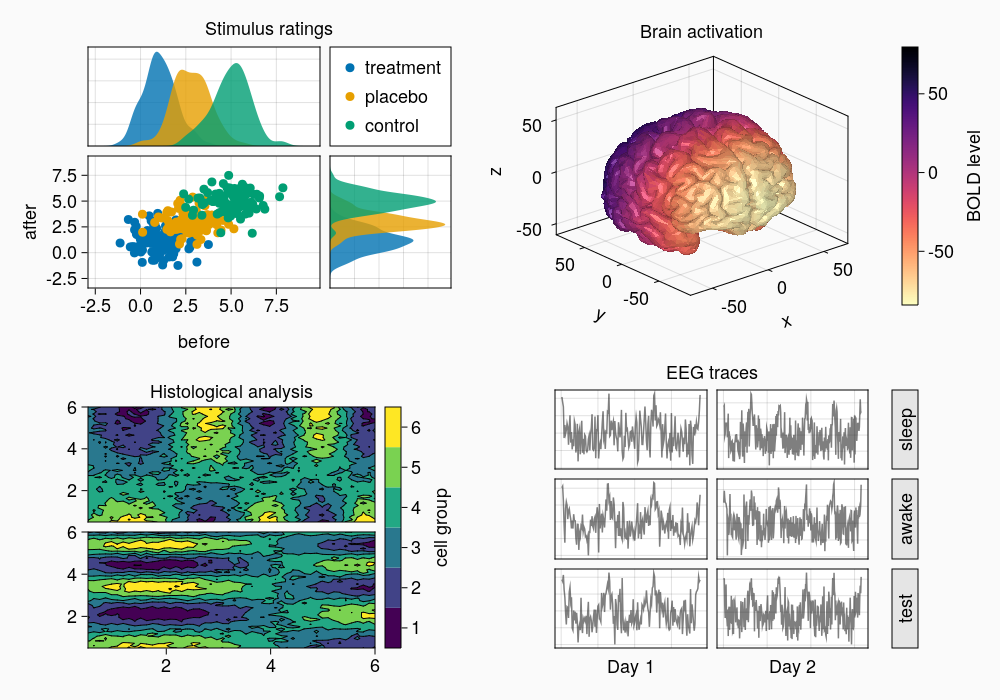 Stimulus ratings
treatment
placebo
control
7.5
5.0
2.5
0.0
-2.5
after
-2.5 0.0 2.5 5.0 7.5
before
Brain activation
50
0
-50
z
50
0
-50
y
-50
0
50
x
50
0
-50
BOLD level
Histological analysis
6
4
2
6
4
2
2 4 6
6
5
4
3
2
1
cell group
EEG traces
sleep
awake
test
Day 1 Day 2